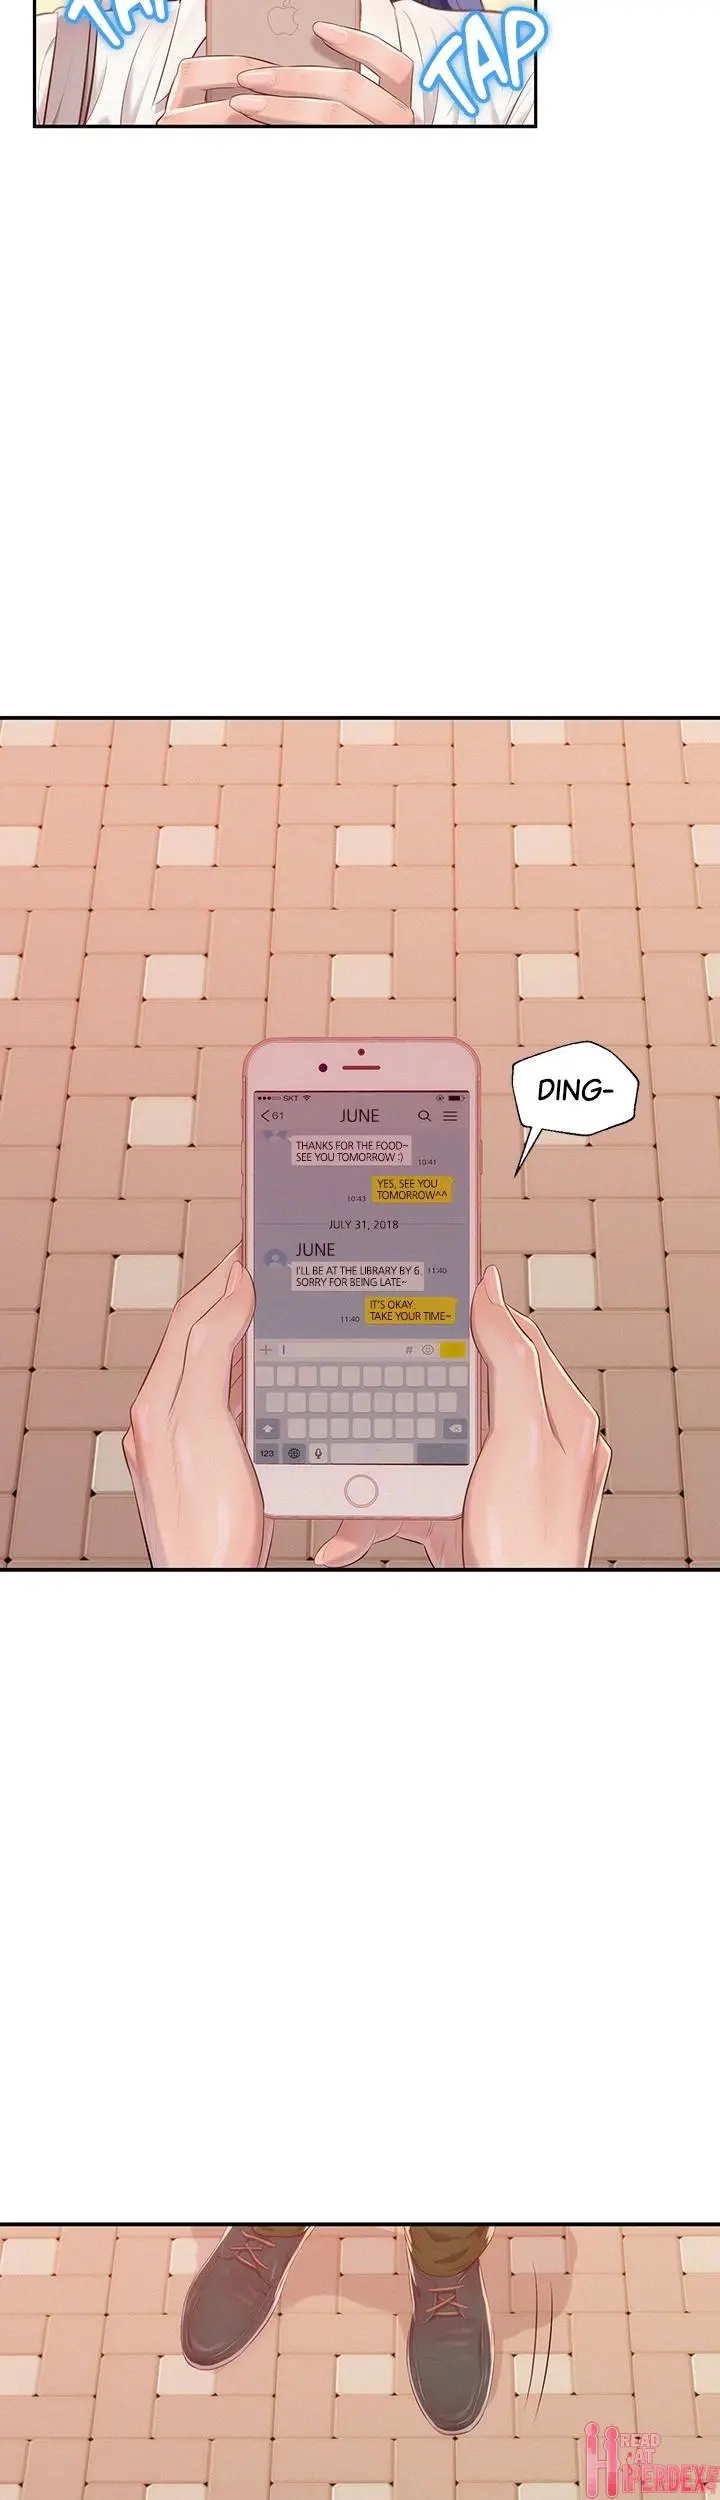 TAP
TAP
DING-
SKT
61
JUNE
THANKS FOR THE FOOD~
SEE YOU TOMORROW :)
10:41
YES, SEE YOU
TOMORROW^^
10:43
JULY 31, 2018
JUNE
I'LL BE AT THE LIBRARY BY 6.
SORRY FOR BEING LATE~
11:40
IT'S OKAY.
TAKE YOUR TIME~
11:40
#
123
READ
AT
HIPERDEX